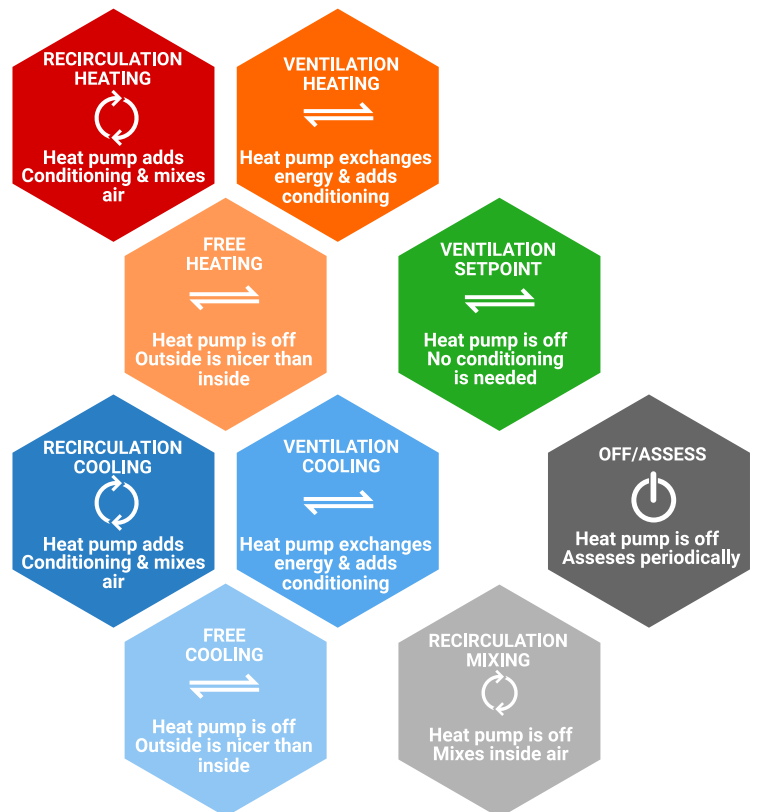 RECIRCULATION
HEATING
Heat pump adds
Conditioning & mixes
air
VENTILATION
HEATING
Heat pump exchanges
energy & adds
conditioning
FREE
HEATING
Heat pump is off
Outside is nicer than
inside
VENTILATION
SETPOINT
Heat pump is off
No conditioning
is needed
RECIRCULATION
COOLING
Heat pump adds
Conditioning & mixes
air
VENTILATION
COOLING
Heat pump exchanges
energy & adds
conditioning
OFF/ASSESS
Heat pump is off
Asseses periodically
FREE
COOLING
Heat pump is off
Outside is nicer than
inside
RECIRCULATION
MIXING
Heat pump is off
Mixes inside air